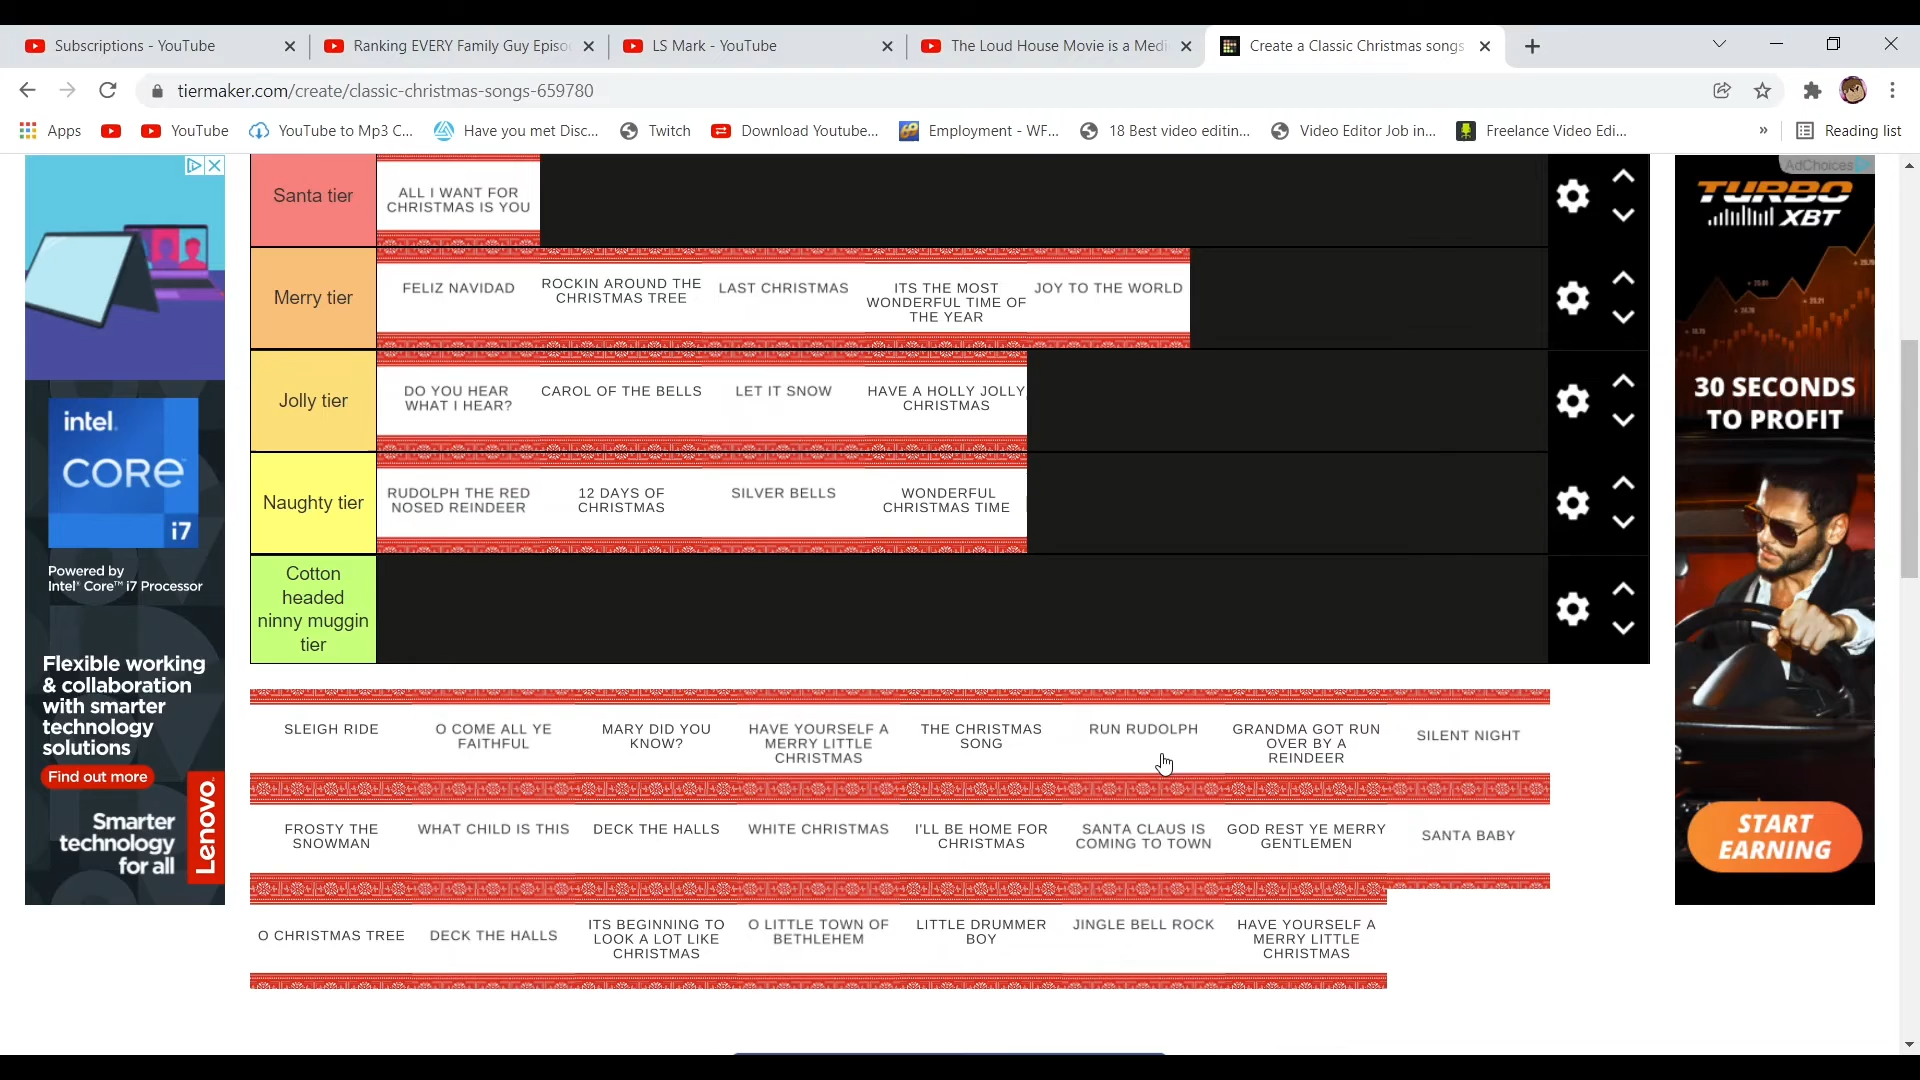 Subscriptions - YouTube
Ranking EVERY Family Guy Episo
LS Mark - YouTube
The Loud House Movie is a Medi
Create a Classic Christmas songs
tiermaker.com/create/classic-christmas-songs-659780
Apps
YouTube
YouTube to Mp3 C...
Have you met Disc...
Twitch
Download Youtube...
Employment - WF...
18 Best video editin...
Video Editor Job in...
Freelance Video Edi...
»
Reading list
Santa tier
ALL I WANT FOR
CHRISTMAS IS YOU
Merry tier
FELIZ NAVIDAD
ROCKIN AROUND THE
CHRISTMAS TREE
LAST CHRISTMAS
ITS THE MOST
WONDERFUL TIME OF
THE YEAR
JOY TO THE WORLD
Jolly tier
DO YOU HEAR
WHAT I HEAR?
CAROL OF THE BELLS
LET IT SNOW
HAVE A HOLLY JOLLY
CHRISTMAS
Naughty tier
RUDOLPH THE RED
NOSED REINDEER
12 DAYS OF
CHRISTMAS
SILVER BELLS
WONDERFUL
CHRISTMAS TIME
Cotton
headed
ninny muggin
tier
SLEIGH RIDE
O COME ALL YE
FAITHFUL
MARY DID YOU
KNOW?
HAVE YOURSELF A
MERRY LITTLE
CHRISTMAS
THE CHRISTMAS
SONG
RUN RUDOLPH
GRANDMA GOT RUN
OVER BY A
REINDEER
SILENT NIGHT
FROSTY THE
SNOWMAN
WHAT CHILD IS THIS
DECK THE HALLS
WHITE CHRISTMAS
I'LL BE HOME FOR
CHRISTMAS
SANTA CLAUS IS
COMING TO TOWN
GOD REST YE MERRY
GENTLEMEN
SANTA BABY
O CHRISTMAS TREE
DECK THE HALLS
ITS BEGINNING TO
LOOK A LOT LIKE
CHRISTMAS
O LITTLE TOWN OF
BETHLEHEM
LITTLE DRUMMER
BOY
JINGLE BELL ROCK
HAVE YOURSELF A
MERRY LITTLE
CHRISTMAS
intel.
CORE
i7
Powered by
Intel® Core™ i7 Processor
Flexible working
& collaboration
with smarter
technology
solutions
Find out more
Smarter
technology
for all
Lenovo
AdChoices
TURBO
XBT
30 SECONDS
TO PROFIT
START
EARNING